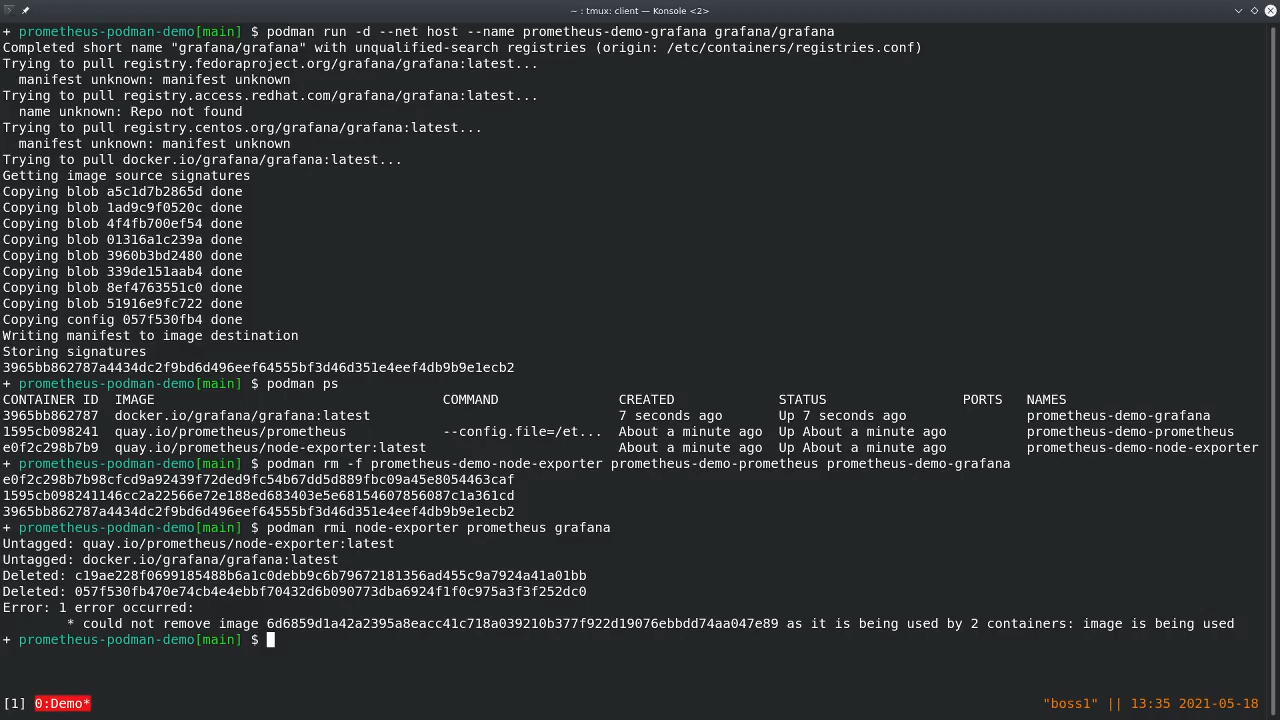 ~ : tmux: client — Konsole <2>
+ prometheus-podman-demo[main] $ podman run -d --net host --name prometheus-demo-grafana grafana/grafana
Completed short name "grafana/grafana" with unqualified-search registries (origin: /etc/containers/registries.conf)
Trying to pull registry.fedoraproject.org/grafana/grafana:latest...
  manifest unknown: manifest unknown
Trying to pull registry.access.redhat.com/grafana/grafana:latest...
  name unknown: Repo not found
Trying to pull registry.centos.org/grafana/grafana:latest...
  manifest unknown: manifest unknown
Trying to pull docker.io/grafana/grafana:latest...
Getting image source signatures
Copying blob a5c1d7b2865d done
Copying blob 1ad9c9f0520c done
Copying blob 4f4fb700ef54 done
Copying blob 01316a1c239a done
Copying blob 3960b3bd2480 done
Copying blob 339de151aab4 done
Copying blob 8ef4763551c0 done
Copying blob 51916e9fc722 done
Copying config 057f530fb4 done
Writing manifest to image destination
Storing signatures
3965bb862787a4434dc2f9bd6d496eef64555bf3d46d351e4eef4db9b9e1ecb2
+ prometheus-podman-demo[main] $ podman ps
CONTAINER ID  IMAGE                                    COMMAND               CREATED             STATUS                 PORTS   NAMES
3965bb862787  docker.io/grafana/grafana:latest                               7 seconds ago       Up 7 seconds ago               prometheus-demo-grafana
1595cb098241  quay.io/prometheus/prometheus            --config.file=/et...  About a minute ago  Up About a minute ago          prometheus-demo-prometheus
e0f2c298b7b9  quay.io/prometheus/node-exporter:latest                        About a minute ago  Up About a minute ago          prometheus-demo-node-exporter
+ prometheus-podman-demo[main] $ podman rm -f prometheus-demo-node-exporter prometheus-demo-prometheus prometheus-demo-grafana
e0f2c298b7b98cfcd9a92439f72ded9fc54b67dd5d889fbc09a45e8054463caf
1595cb098241146cc2a22566e72e188ed683403e5e68154607856087c1a361cd
3965bb862787a4434dc2f9bd6d496eef64555bf3d46d351e4eef4db9b9e1ecb2
+ prometheus-podman-demo[main] $ podman rmi node-exporter prometheus grafana
Untagged: quay.io/prometheus/node-exporter:latest
Untagged: docker.io/grafana/grafana:latest
Deleted: c19ae228f0699185488b6a1c0debb9c6b79672181356ad455c9a7924a41a01bb
Deleted: 057f530fb470e74cb4e4ebbf70432d6b090773dba6924f1f0c975a3f3f252dc0
Error: 1 error occurred:
        * could not remove image 6d6859d1a42a2395a8eacc41c718a039210b377f922d19076ebbdd74aa047e89 as it is being used by 2 containers: image is being used
+ prometheus-podman-demo[main] $
[1] 0:Demo* "boss1" || 13:35 2021-05-18